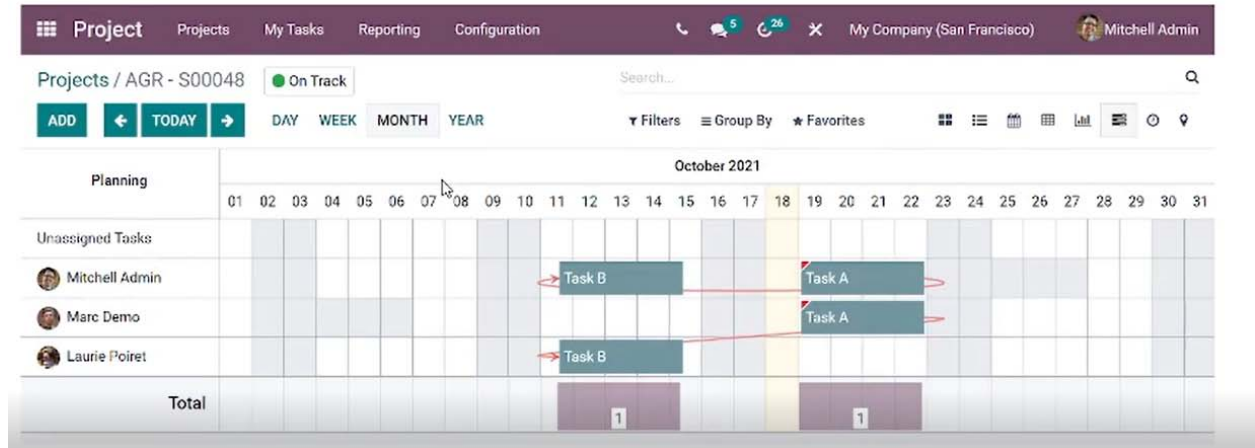 Project Projects My Tasks Reporting Configuration 5 26 My Company (San Francisco) Mitchell Admin
Projects / AGR - S00048 On Track Search...
ADD TODAY DAY WEEK MONTH YEAR Filters Group By Favorites
Planning
October 2021
01 02 03 04 05 06 07 08 09 10 11 12 13 14 15 16 17 18 19 20 21 22 23 24 25 26 27 28 29 30 31
Unassigned Tasks
Mitchell Admin Task B Task A
Marc Demo Task A
Laurie Poiret Task B
Total 1 1